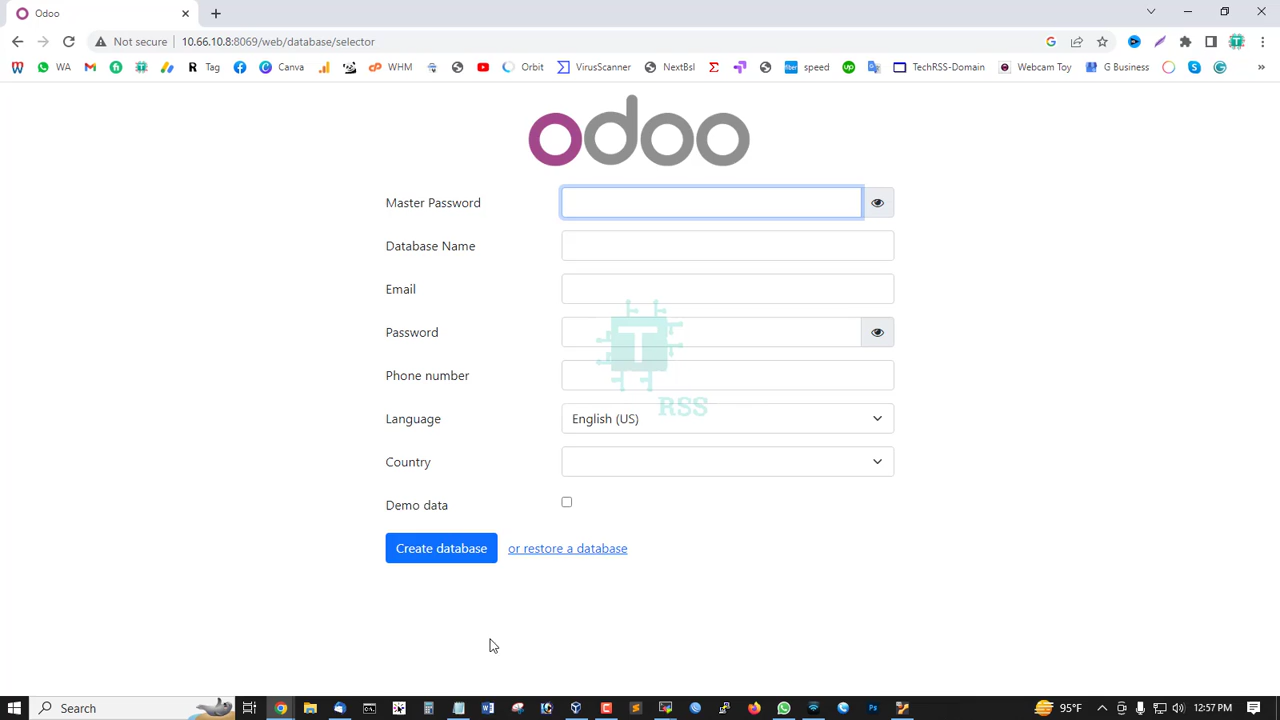 Odoo
Not secure
10.66.10.8:8069/web/database/selector
WA
Tag
Canva
WHM
Orbit
VirusScanner
NextBsl
speed
TechRSS-Domain
Webcam Toy
G Business
odoo
Master Password
Database Name
Email
Password
Phone number
T
RSS
Language
English (US)
Country
Demo data
Create database
or restore a database
Search
95°F
12:57 PM